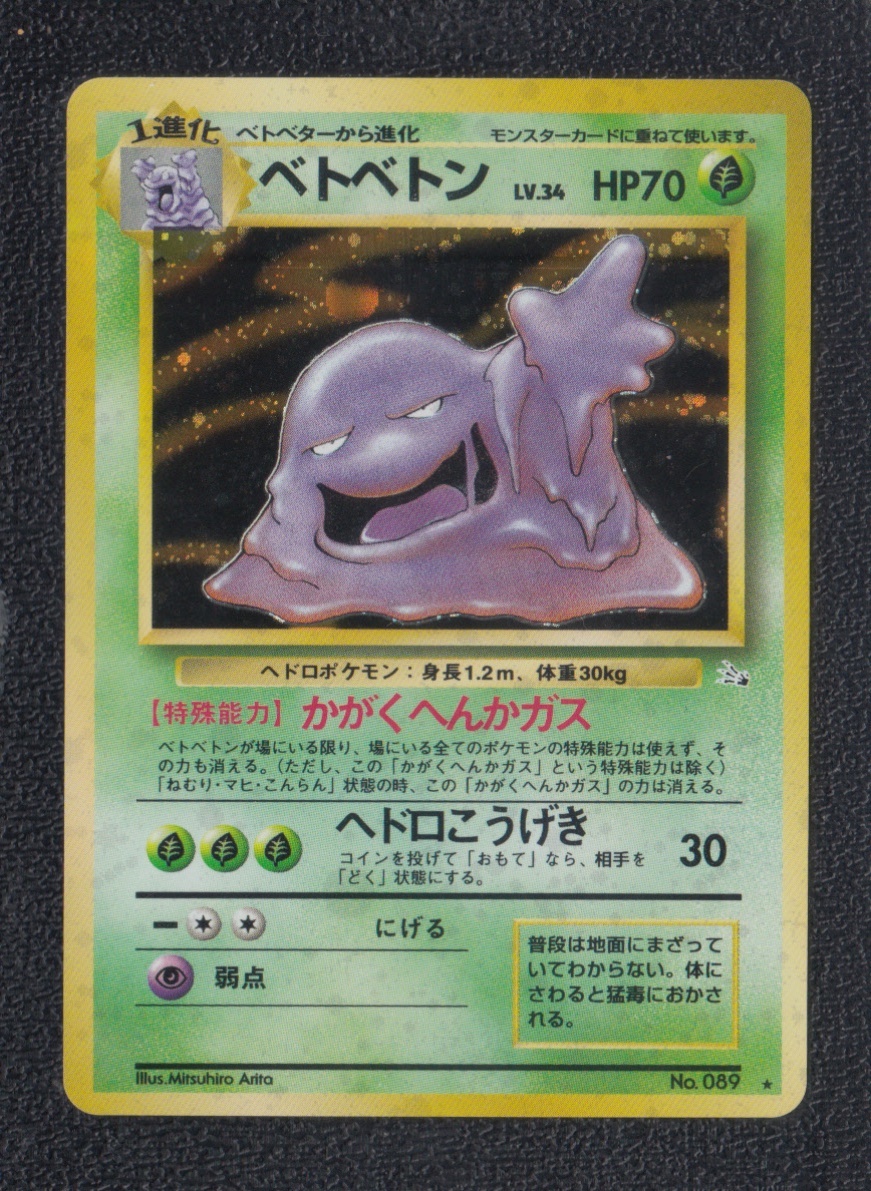 1進化 ベトベターから進化 モンスターカードに重ねて使います。
ベトベトン LV.34 HP70
ヘドロポケモン：身長1.2m、体重30kg
【特殊能力】かがくへんかガス
ベトベトンが場にいる限り、場にいる全てのポケモンの特殊能力は使えず、そ
の力も消える。（ただし、この「かがくへんかガス」という特殊能力は除く）
「ねむり・マヒ・こんらん」状態の時、この「かがくへんかガス」の力は消える。
ヘドロこうげき 30
コインを投げて「おもて」なら、相手を
「どく」状態にする。
ー にげる
弱点
普段は地面にまざって
いてわからない。体に
さわると猛毒におかさ
れる。
Illus.Mitsuhiro Arita No. 089 ★